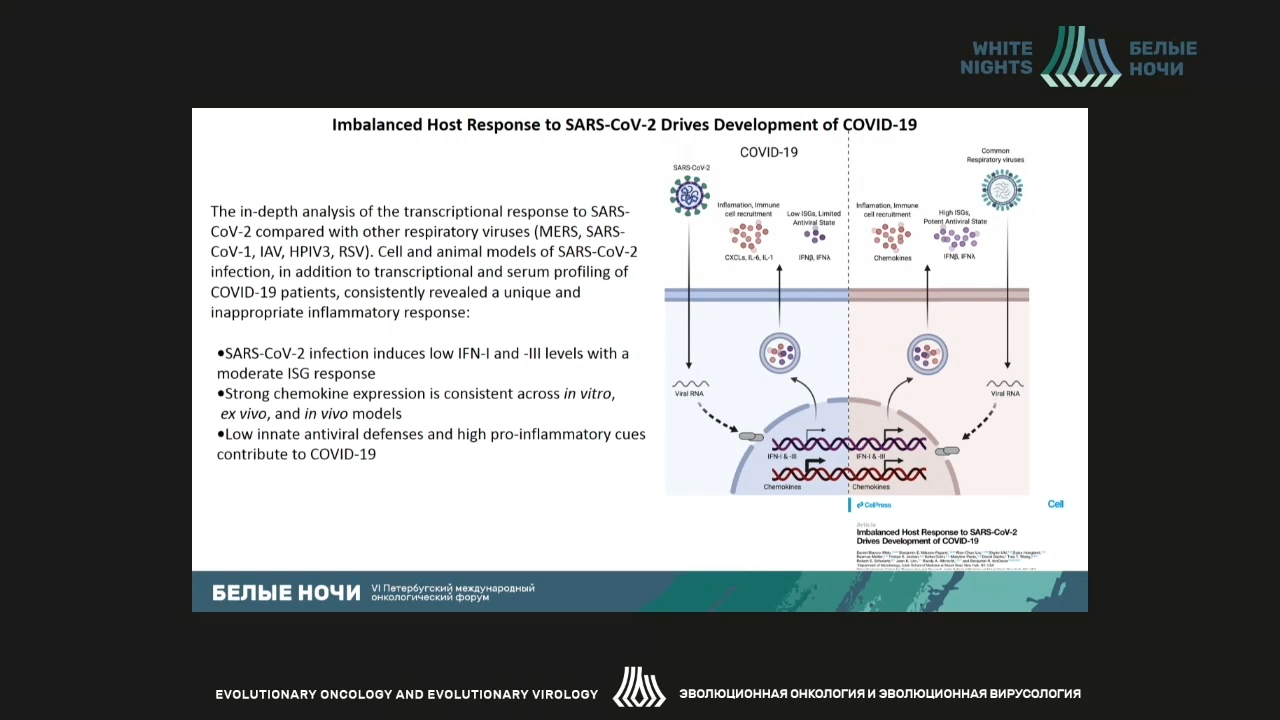 WHITE
NIGHTS
БЕЛЫЕ
НОЧИ
Imbalanced Host Response to SARS-CoV-2 Drives Development of COVID-19
The in-depth analysis of the transcriptional response to SARS-
CoV-2 compared with other respiratory viruses (MERS, SARS-
CoV-1, IAV, HPIV3, RSV). Cell and animal models of SARS-CoV-2
infection, in addition to transcriptional and serum profiling of
COVID-19 patients, consistently revealed a unique and
inappropriate inflammatory response:
•SARS-CoV-2 infection induces low IFN-I and -III levels with a
moderate ISG response
•Strong chemokine expression is consistent across in vitro,
ex vivo, and in vivo models
•Low innate antiviral defenses and high pro-inflammatory cues
contribute to COVID-19
COVID-19
SARS-CoV-2
Inflamation, Immune
cell recruitment
Low ISGs, Limited
Antiviral State
CXCLs, IL-6, IL-1
IFNβ, IFNλ
Viral RNA
IFN-I & -III
Chemokines
Common
Respiratory viruses
Inflamation, Immune
cell recruitment
High ISGs,
Potent Antiviral State
Chemokines
IFNβ, IFNλ
Viral RNA
IFN-I & -III
Chemokines
CellPress
Cell
Article
Imbalanced Host Response to SARS-CoV-2
Drives Development of COVID-19
БЕЛЫЕ НОЧИ
VI Петербургский международный
онкологический форум
EVOLUTIONARY ONCOLOGY AND EVOLUTIONARY VIROLOGY
ЭВОЛЮЦИОННАЯ ОНКОЛОГИЯ И ЭВОЛЮЦИОННАЯ ВИРУСОЛОГИЯ